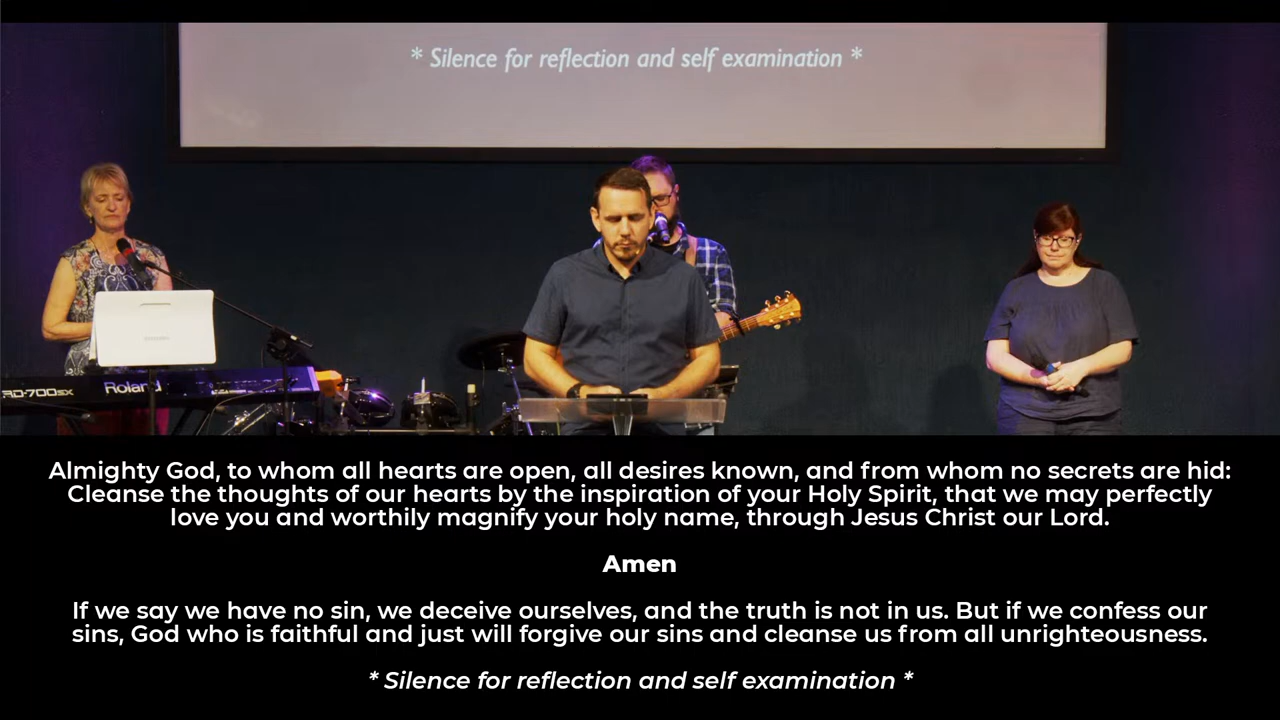 * Silence for reflection and self examination *
RD-700SX Roland
Almighty God, to whom all hearts are open, all desires known, and from whom no secrets are hid:
Cleanse the thoughts of our hearts by the inspiration of your Holy Spirit, that we may perfectly
love you and worthily magnify your holy name, through Jesus Christ our Lord.
Amen
If we say we have no sin, we deceive ourselves, and the truth is not in us. But if we confess our
sins, God who is faithful and just will forgive our sins and cleanse us from all unrighteousness.
* Silence for reflection and self examination *